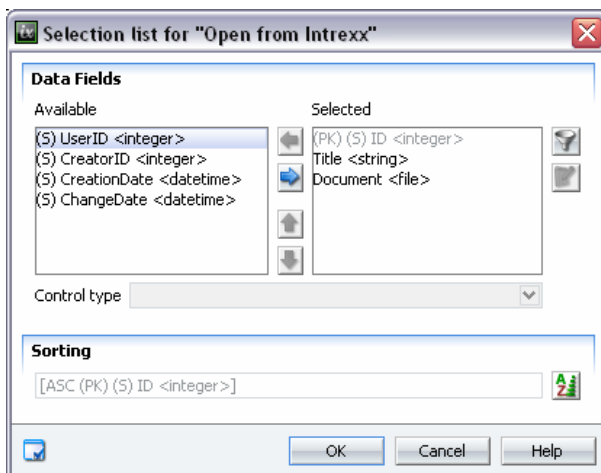 Selection list for "Open from Intrexx"
Data Fields
Available
Selected
(S) UserID <integer>
(S) CreatorID <integer>
(S) CreationDate <datetime>
(S) ChangeDate <datetime>
(PK) (S) ID <integer>
Title <string>
Document <file>
Control type
Sorting
[ASC (PK) (S) ID <integer>]
OK
Cancel
Help